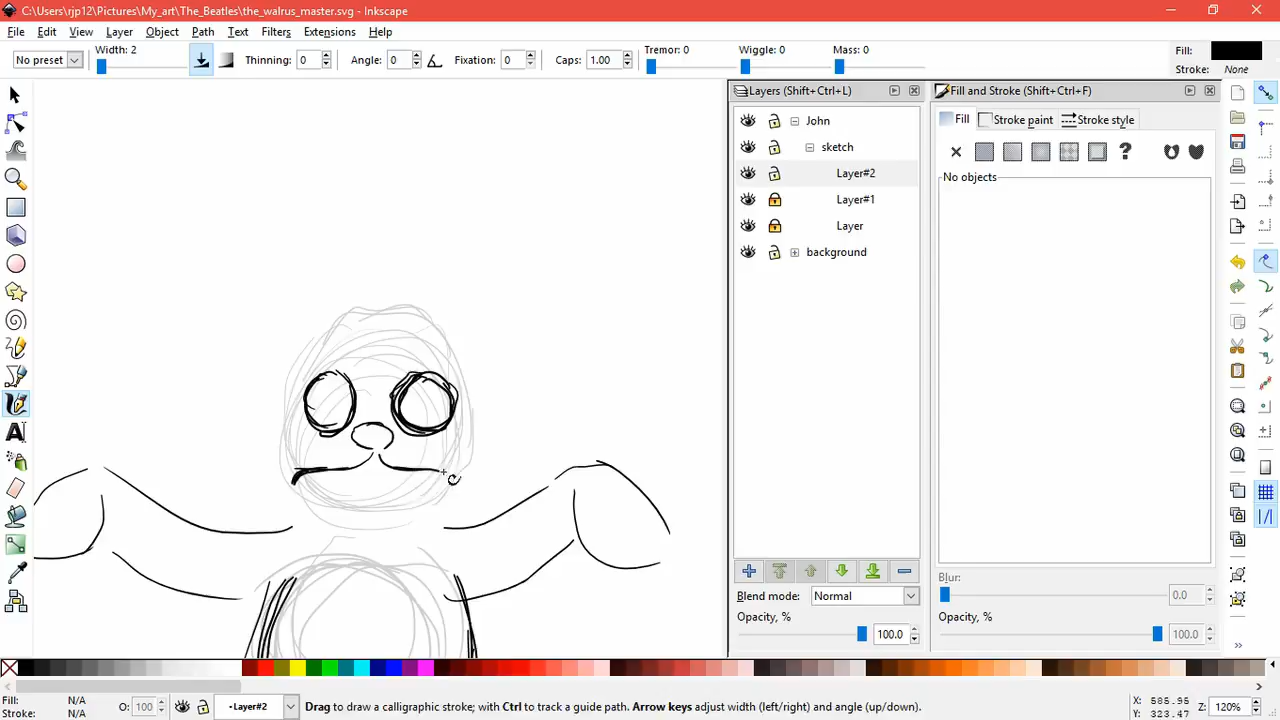 C:\Users\rjp12\Pictures\My_art\The_Beatles\the_walrus_master.svg - Inkscape
File Edit View Layer Object Path Text Filters Extensions Help
No preset Width: 2 Thinning: 0 Angle: 0 Fixation: 0 Caps: 1.00 Tremor: 0 Wiggle: 0 Mass: 0 Fill:
Stroke: None
Layers (Shift+Ctrl+L) Fill and Stroke (Shift+Ctrl+F)
John Fill Stroke paint Stroke style
sketch
Layer#2 No objects
Layer#1
Layer
background
Blur:
0.0
Blend mode: Normal
Opacity, % Opacity, %
100.0 100.0
Fill: N/A
Stroke: N/A
O: 100 •Layer#2 Drag to draw a calligraphic stroke; with Ctrl to track a guide path. Arrow keys adjust width (left/right) and angle (up/down).
X: 585.95
Y: 323.47
Z: 120%